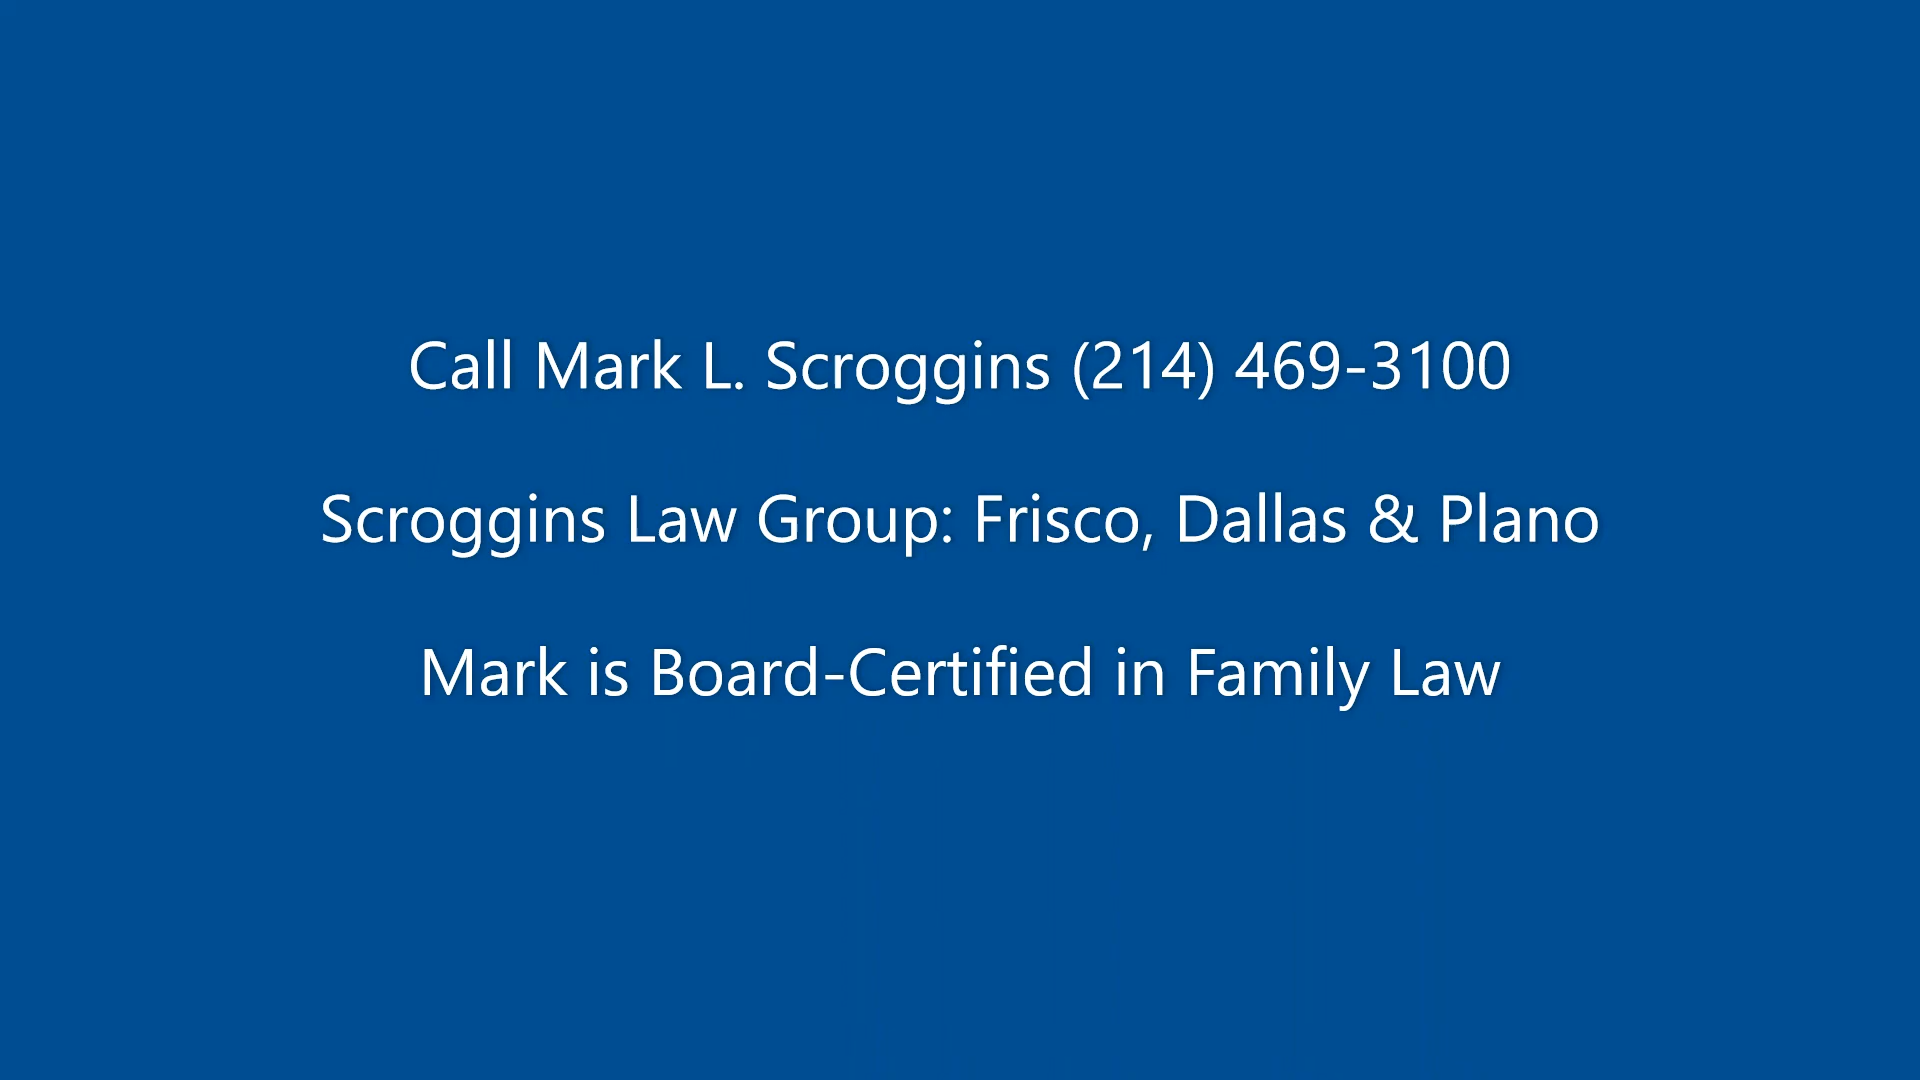 Call Mark L. Scroggins (214) 469-3100
Scroggins Law Group: Frisco, Dallas & Plano
Mark is Board-Certified in Family Law